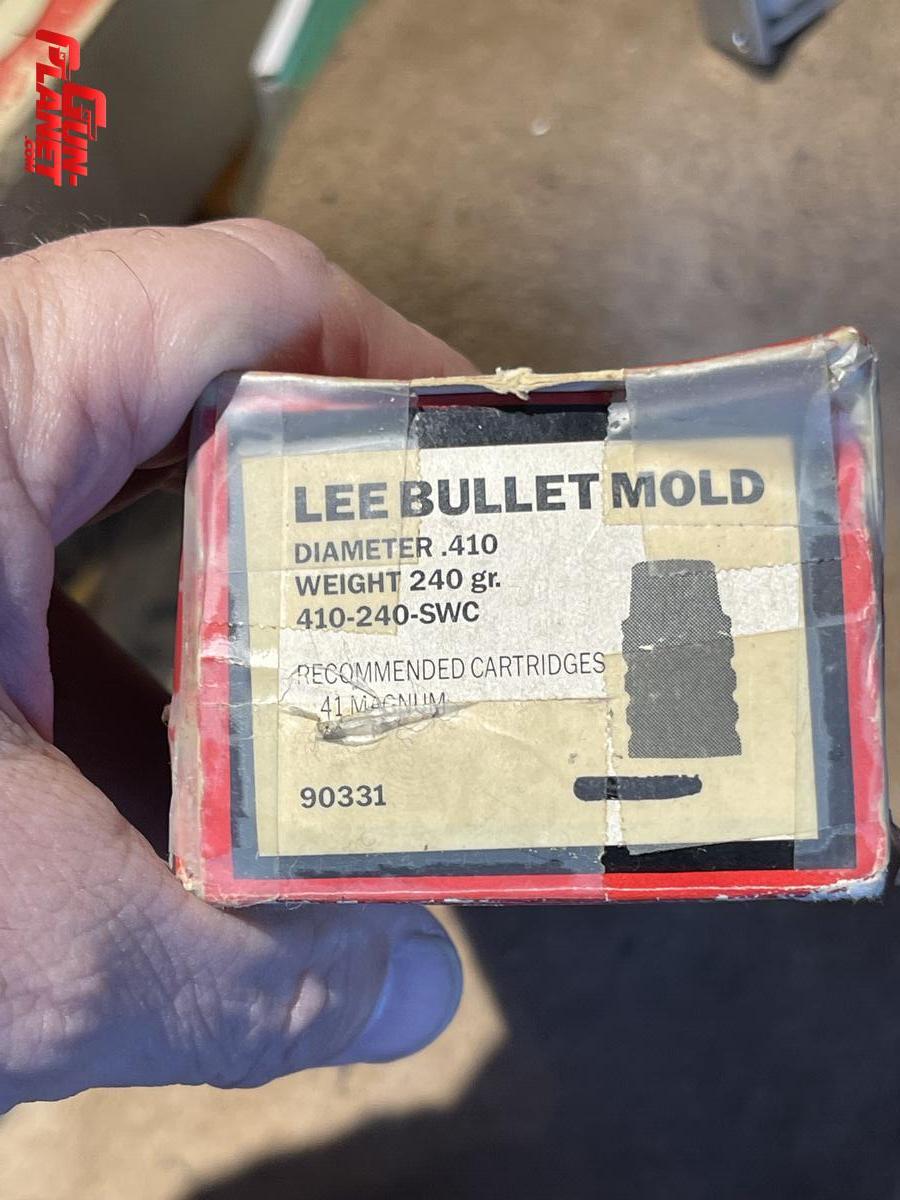 GUN-
PLANET
.COM
LEE BULLET MOLD
DIAMETER .410
WEIGHT 240 gr.
410-240-SWC
RECOMMENDED CARTRIDGES
41 MAGNUM
90331